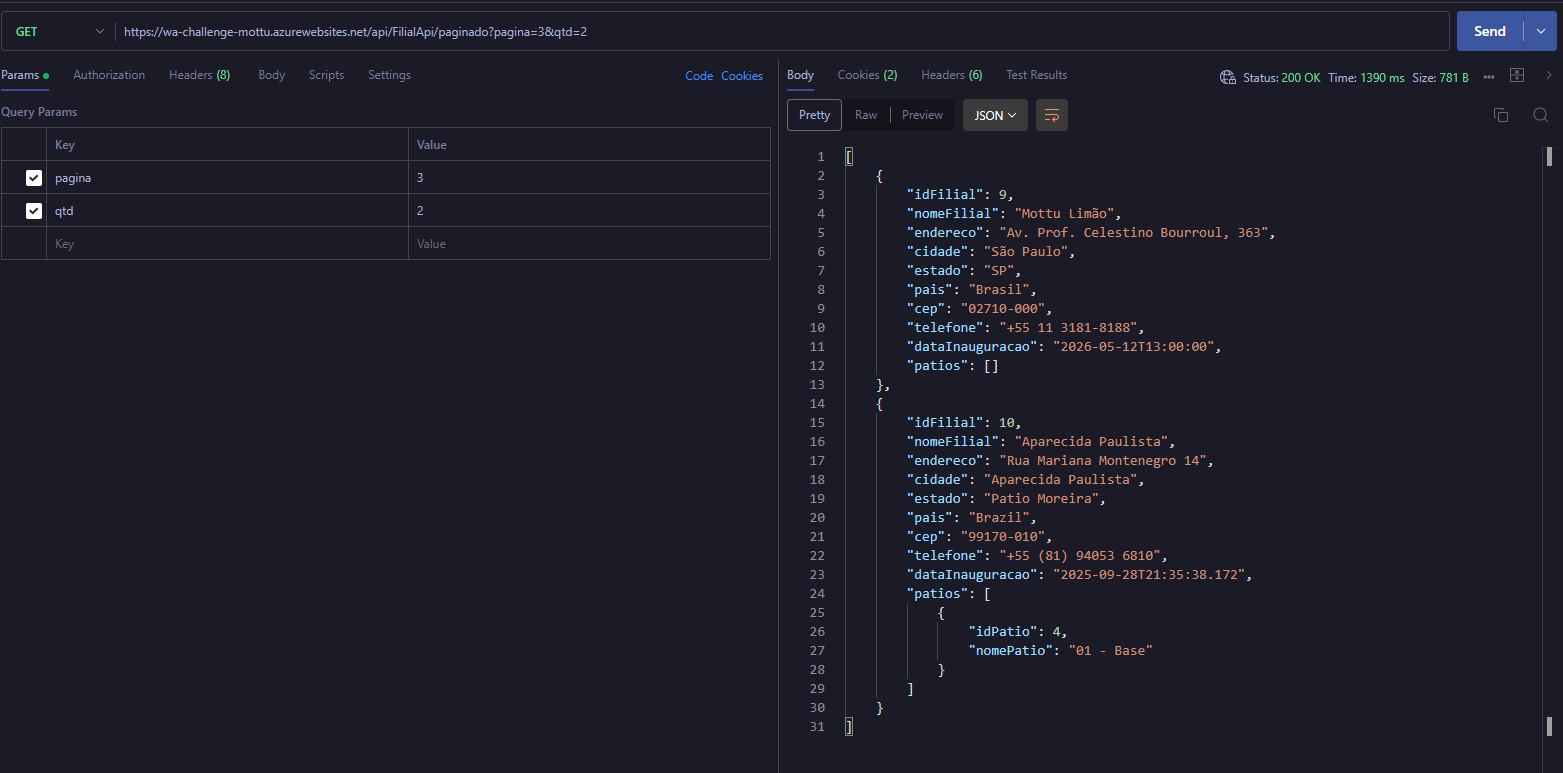 GET https://wa-challenge-mottu.azurewebsites.net/api/FilialApi/paginado?pagina=3&qtd=2 Send
Params Authorization Headers (8) Body Scripts Settings Code Cookies
Query Params
Key Value
pagina 3
qtd 2
Key Value
Body Cookies (2) Headers (6) Test Results Status: 200 OK Time: 1390 ms Size: 781 B
Pretty Raw Preview JSON
1 [
2 {
3 "idFilial": 9,
4 "nomeFilial": "Mottu Limão",
5 "endereco": "Av. Prof. Celestino Bourroul, 363",
6 "cidade": "São Paulo",
7 "estado": "SP",
8 "pais": "Brasil",
9 "cep": "02710-000",
10 "telefone": "+55 11 3181-8188",
11 "dataInauguracao": "2026-05-12T13:00:00",
12 "patios": []
13 },
14 {
15 "idFilial": 10,
16 "nomeFilial": "Aparecida Paulista",
17 "endereco": "Rua Mariana Montenegro 14",
18 "cidade": "Aparecida Paulista",
19 "estado": "Patio Moreira",
20 "pais": "Brazil",
21 "cep": "99170-010",
22 "telefone": "+55 (81) 94053 6810",
23 "dataInauguracao": "2025-09-28T21:35:38.172",
24 "patios": [
25 {
26 "idPatio": 4,
27 "nomePatio": "01 - Base"
28 }
29 ]
30 }
31 ]